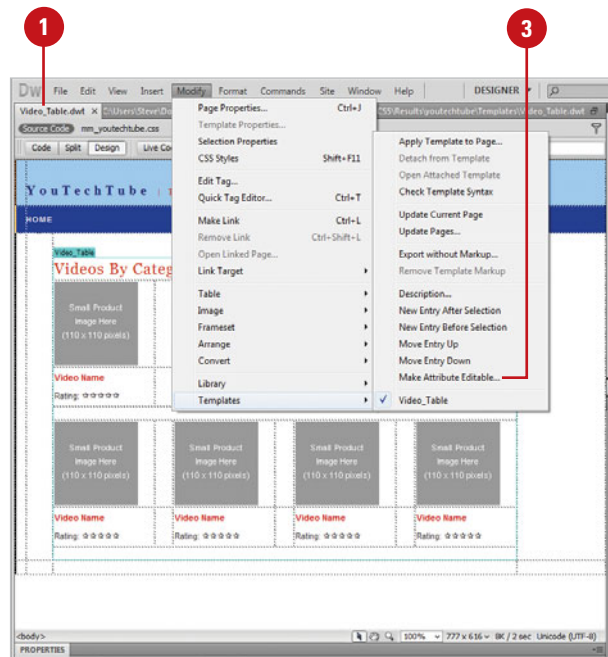 1
3
DW File Edit View Insert Modify Format Commands Site Window Help DESIGNER
Video_Table.dwt × CSS\Results\youtechtube\Templates\Video_Table.dwt
Source Code mm_youtechtube.css
Code Split Design Live
YouTechTube
HOME
Page Properties... Ctrl+J
Template Properties...
Selection Properties
CSS Styles Shift+F11
Edit Tag...
Quick Tag Editor... Ctrl+T
Make Link Ctrl+L
Remove Link Ctrl+Shift+L
Open Linked Page...
Link Target
Table
Image
Frameset
Arrange
Convert
Library
Templates
Apply Template to Page...
Detach from Template
Open Attached Template
Check Template Syntax
Update Current Page
Update Pages...
Export without Markup...
Remove Template Markup
Description...
New Entry After Selection
New Entry Before Selection
Move Entry Up
Move Entry Down
Make Attribute Editable...
✓ Video_Table
Video_Table
Videos By Categ
Small Product
Image Here
(110 x 110 pixels)
Video Name
Rating: ☆☆☆☆☆
Small Product Small Product Small Product Small Product
Image Here Image Here Image Here Image Here
(110 x 110 pixels) (110 x 110 pixels) (110 x 110 pixels) (110 x 110 pixels)
Video Name Video Name Video Name Video Name
Rating: ☆☆☆☆☆ Rating: ☆☆☆☆☆ Rating: ☆☆☆☆☆ Rating: ☆☆☆☆☆
<body> 100% 777 x 616 8K / 2 sec Unicode (UTF-8)
PROPERTIES